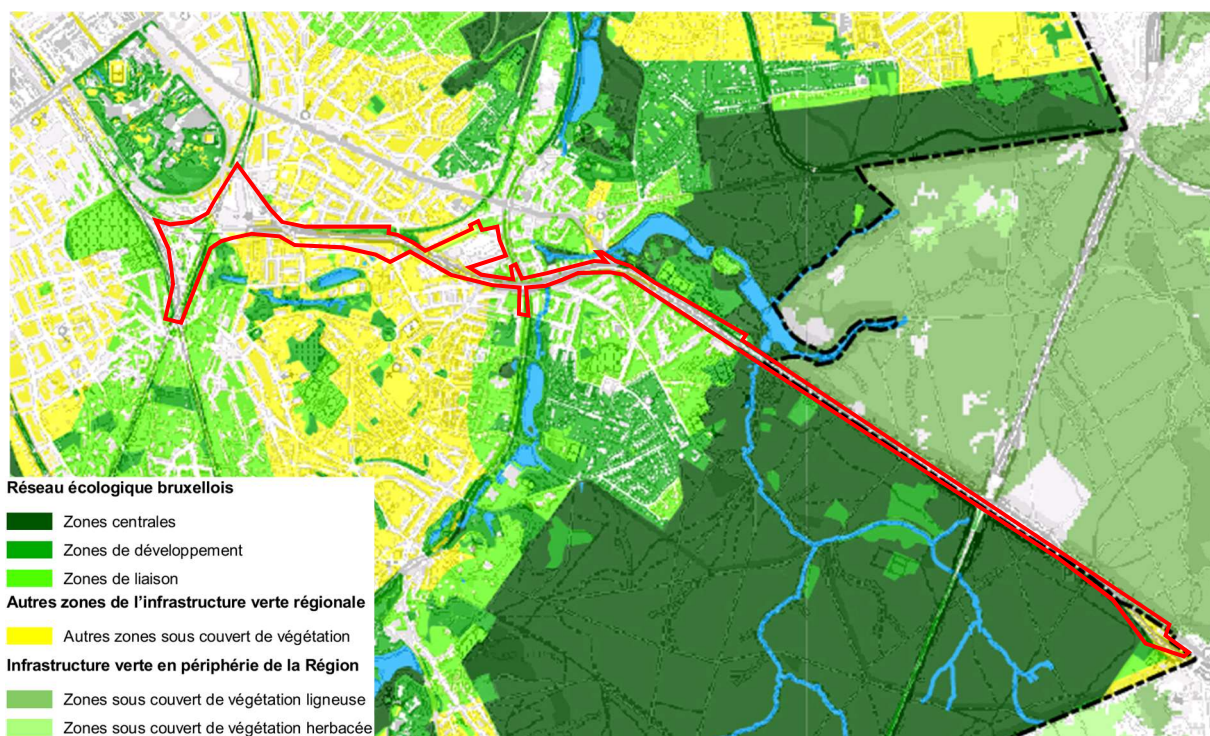 Réseau écologique bruxellois
Zones centrales
Zones de développement
Zones de liaison
Autres zones de l'infrastructure verte régionale
Autres zones sous couvert de végétation
Infrastructure verte en périphérie de la Région
Zones sous couvert de végétation ligneuse
Zones sous couvert de végétation herbacée